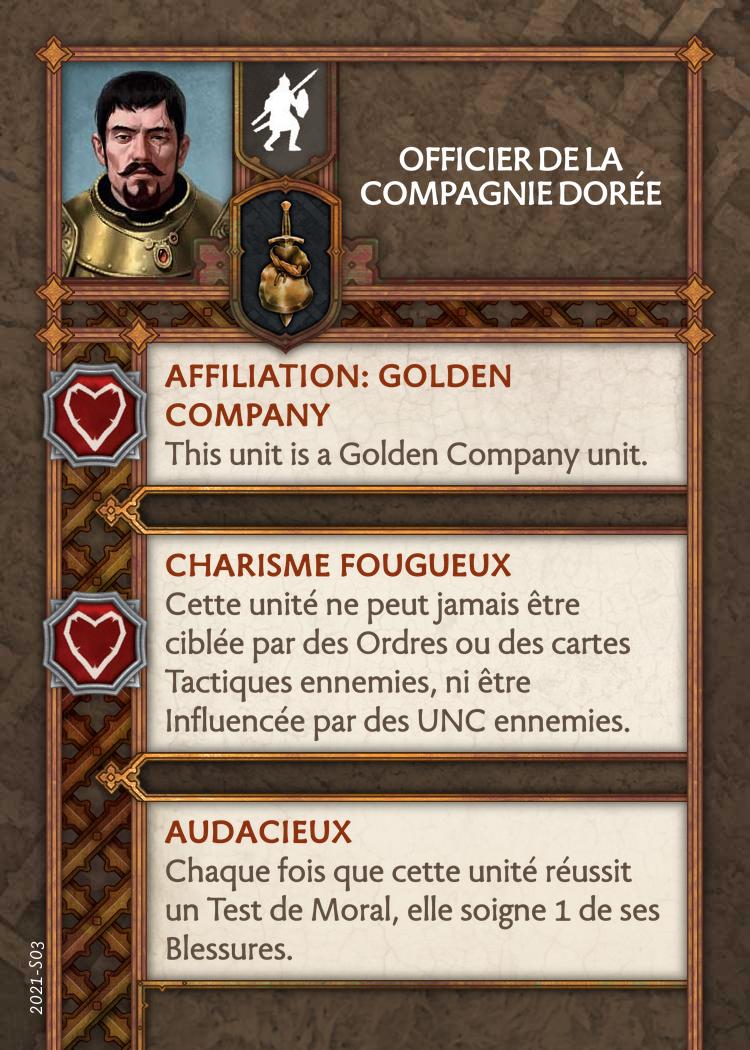 OFFICIER DE LA
COMPAGNIE DORÉE
AFFILIATION: GOLDEN
COMPANY
This unit is a Golden Company unit.
CHARISME FOUGUEUX
Cette unité ne peut jamais être
ciblée par des Ordres ou des cartes
Tactiques ennemies, ni être
Influencée par des UNC ennemies.
AUDACIEUX
Chaque fois que cette unité réussit
un Test de Moral, elle soigne 1 de ses
Blessures.
2021-S03